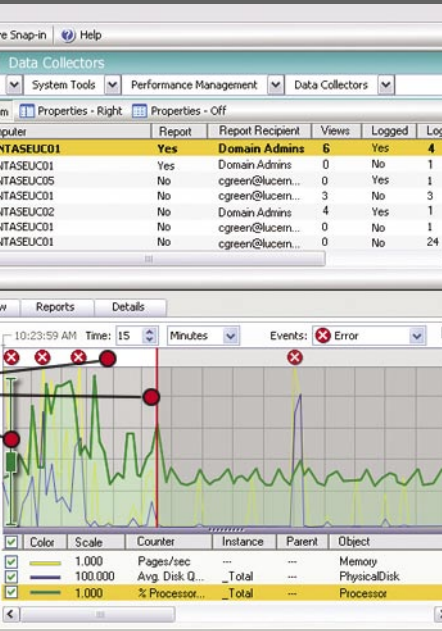 e Snap-in Help
Data Collectors
System Tools Performance Management Data Collectors
m Properties - Right Properties - Off
puter Report Report Recipient Views Logged Log
NTASEUC01 Yes Domain Admins 6 Yes 4
NTASEUC01 Yes Domain Admins 0 No 1
NTASEUC05 No cgreen@lucern... 0 Yes 1
NTASEUC01 No cgreen@lucern... 3 No 3
NTASEUC02 No Domain Admins 4 Yes 1
NTASEUC01 No cgreen@lucern... 0 No 1
NTASEUC01 No cgreen@lucern... 0 No 24
w Reports Details
10:23:59 AM Time: 15 Minutes Events: Error
Color Scale Counter Instance Parent Object
1.000 Pages/sec --- --- Memory
100.000 Avg. Disk Q... _Total --- PhysicalDisk
1.000 % Processor... _Total --- Processor